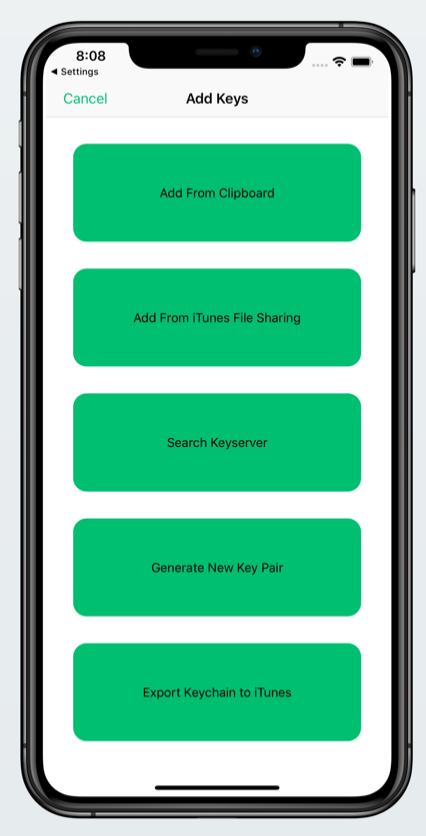 8:08
◀ Settings
Cancel
Add Keys
Add From Clipboard
Add From iTunes File Sharing
Search Keyserver
Generate New Key Pair
Export Keychain to iTunes